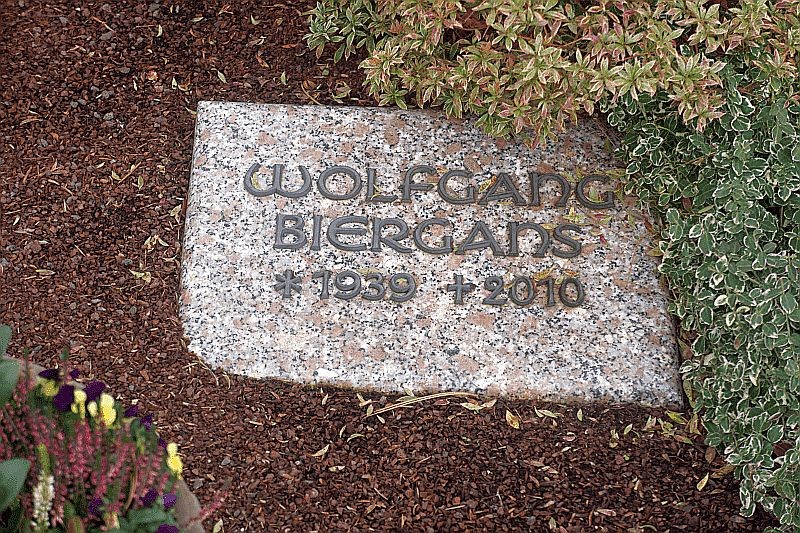 WOLFGANG
BIERGANS
* 1939 † 2010